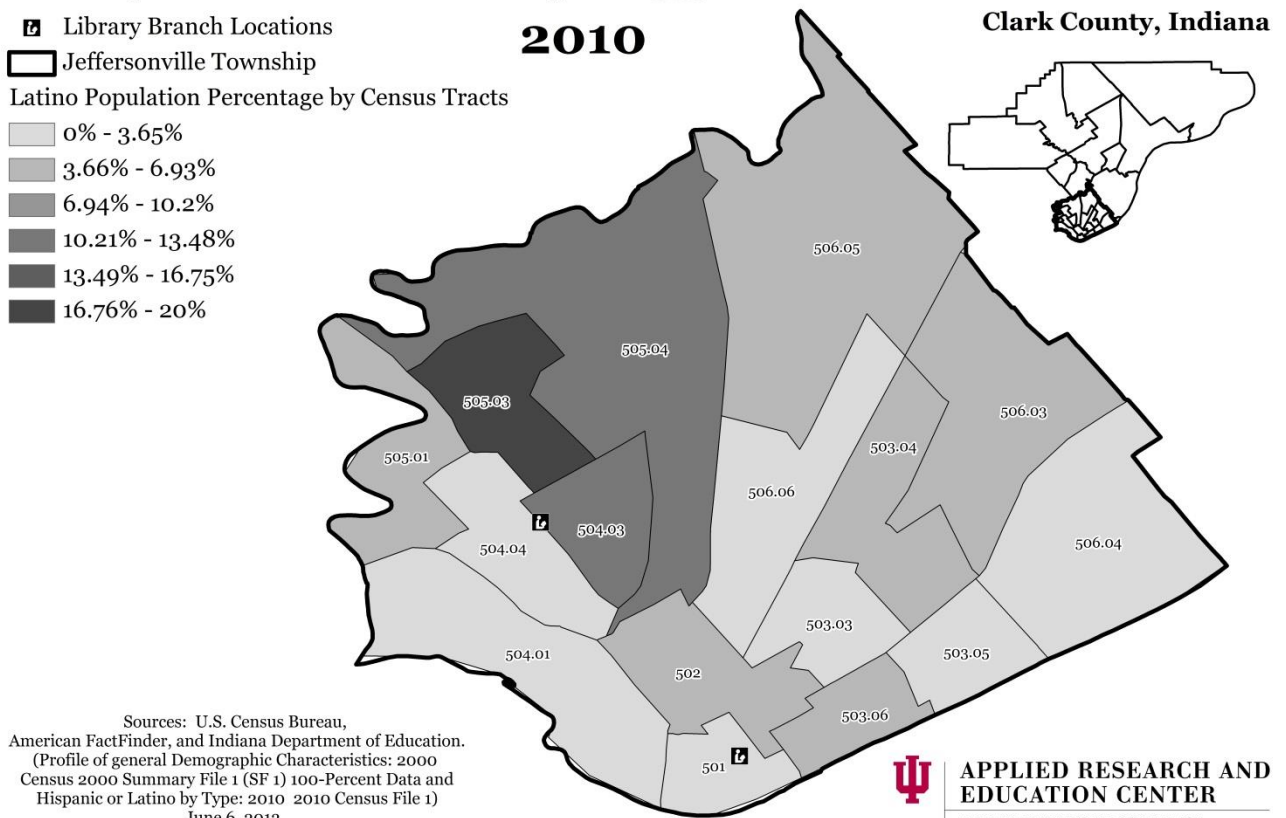 Library Branch Locations
Jeffersonville Township
Latino Population Percentage by Census Tracts
0% - 3.65%
3.66% - 6.93%
6.94% - 10.2%
10.21% - 13.48%
13.49% - 16.75%
16.76% - 20%
2010
Clark County, Indiana
506.05
505.04
505.03
506.03
503.04
505.01
506.06
504.03
506.04
504.04
503.03
504.01
503.05
502
503.06
501
Sources: U.S. Census Bureau,
American FactFinder, and Indiana Department of Education.
(Profile of general Demographic Characteristics: 2000
Census 2000 Summary File 1 (SF 1) 100-Percent Data and
Hispanic or Latino by Type: 2010 2010 Census File 1)
APPLIED RESEARCH AND
EDUCATION CENTER